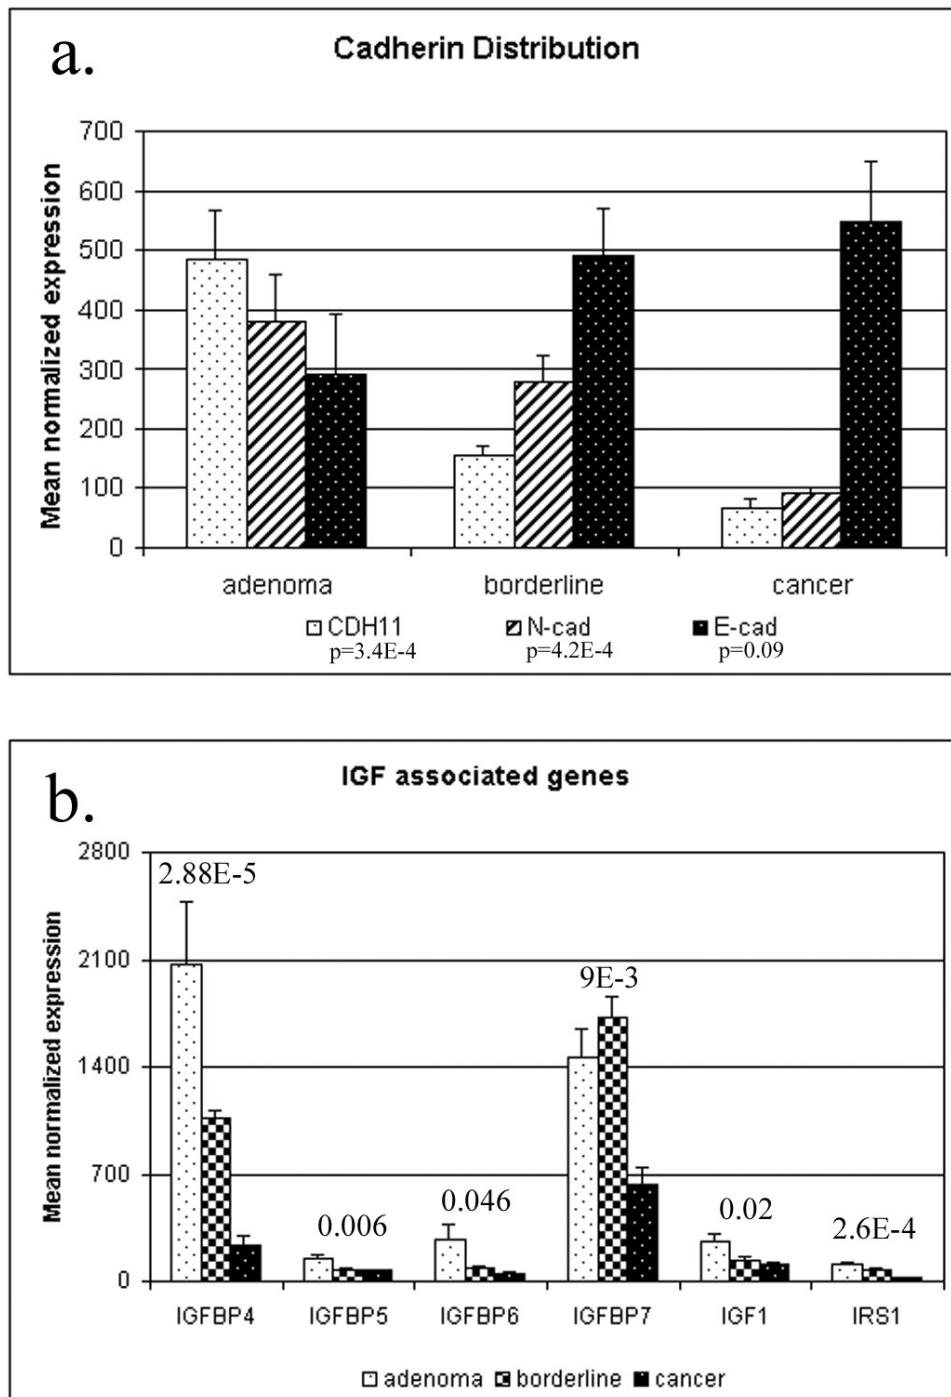 a.
Cadherin Distribution
Mean normalized expression
700
600
500
400
300
200
100
0
adenoma borderline cancer
CDH11 N-cad E-cad
p=3.4E-4 p=4.2E-4 p=0.09
b.
IGF associated genes
Mean normalized expression
2800
2100
1400
700
0
2.88E-5
0.006
0.046
9E-3
0.02
2.6E-4
IGFBP4 IGFBP5 IGFBP6 IGFBP7 IGF1 IRS1
adenoma borderline cancer